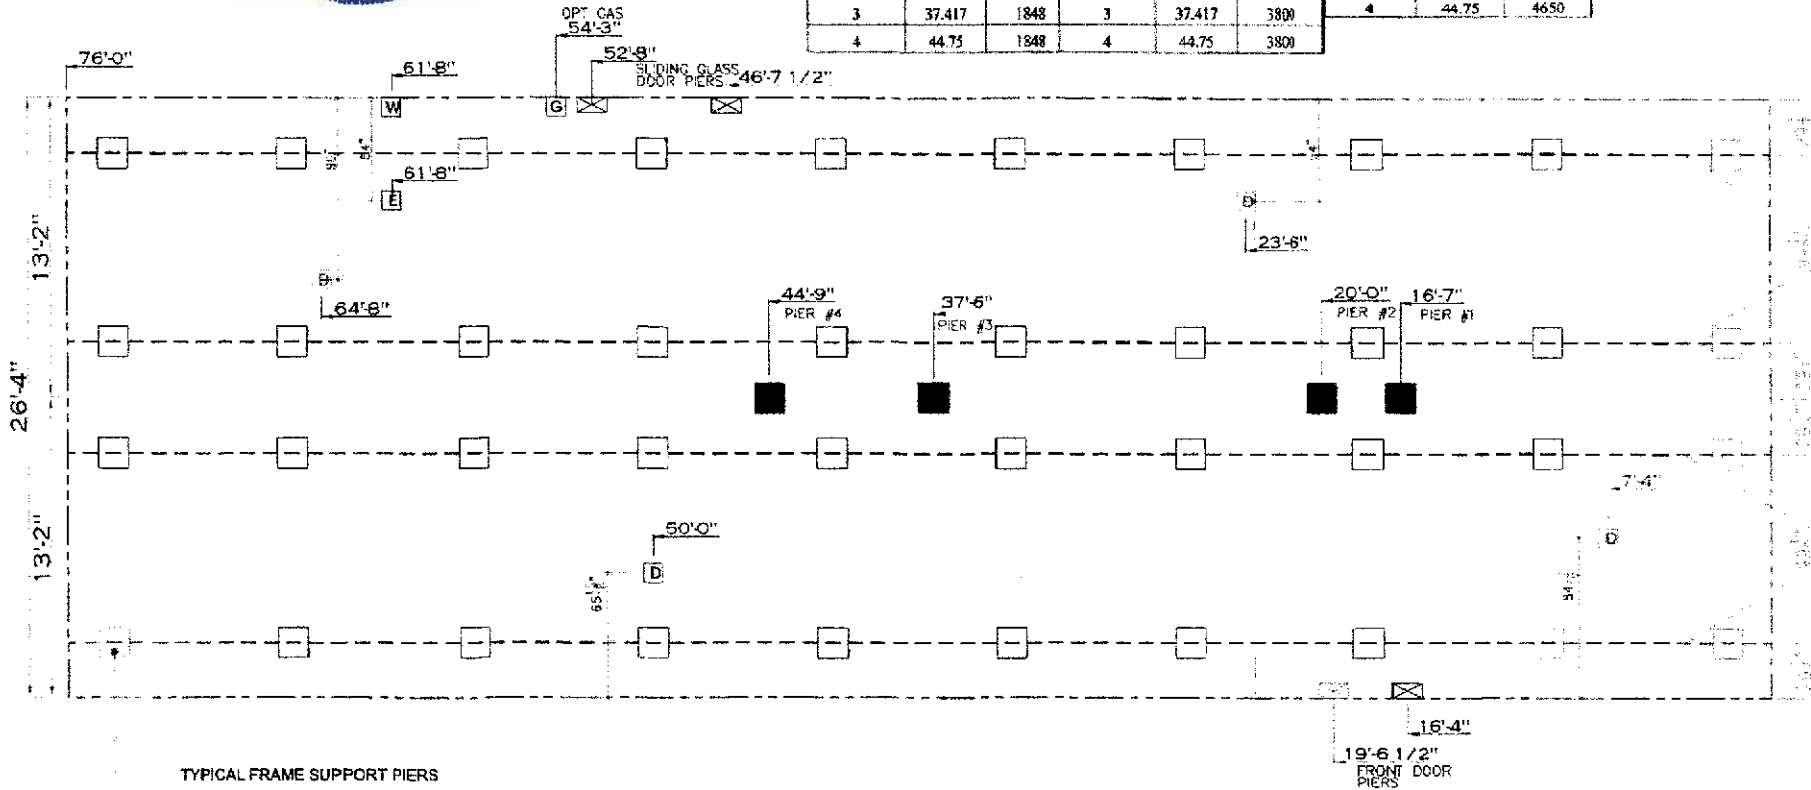 3 37.417 1848 3 37.417 3800
4 44.75 1848 4 44.75 3800
4 44.75 4650
OPT GAS
54'-3"
76'-0"
61'-8"
52'-8"
SLIDING GLASS
DOOR PIERS
46'-7 1/2"
W
G
54"
61'-8"
E
D
23'-6"
13'-2"
D
64'-8"
44'-9"
PIER #4
37'-6"
PIER #3
20'-0"
PIER #2
16'-7"
PIER #1
26'-4"
7'-4"
50'-0"
D
D
13'-2"
16'-4"
19'-6 1/2"
FRONT DOOR
PIERS
TYPICAL FRAME SUPPORT PIERS